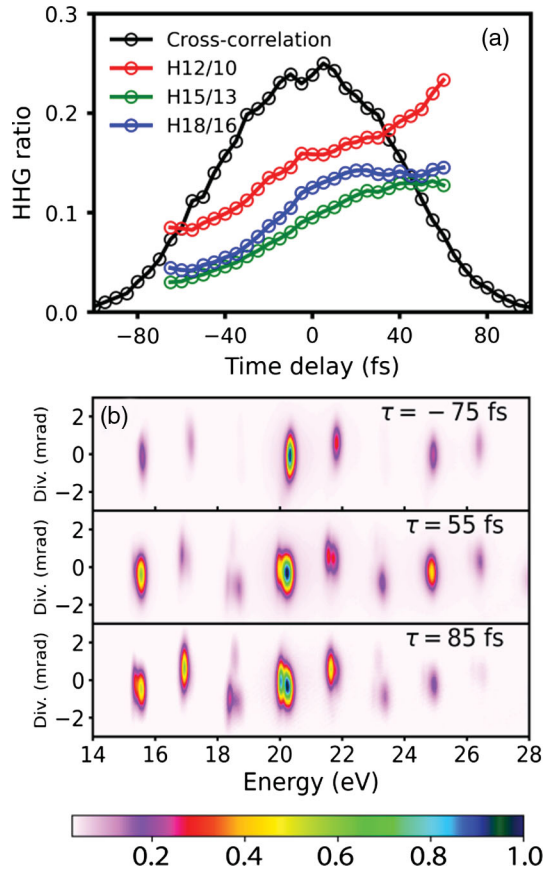 0.3
(a)
Cross-correlation
H12/10
H15/13
H18/16
0.2
0.1
0.0
HHG ratio
−80
−40
0
40
80
Time delay (fs)
(b)
τ = − 75 fs
2
0
−2
Div. (mrad)
τ = 55 fs
2
0
−2
Div. (mrad)
τ = 85 fs
2
0
−2
Div. (mrad)
14
16
18
20
22
24
26
28
Energy (eV)
0.2
0.4
0.6
0.8
1.0